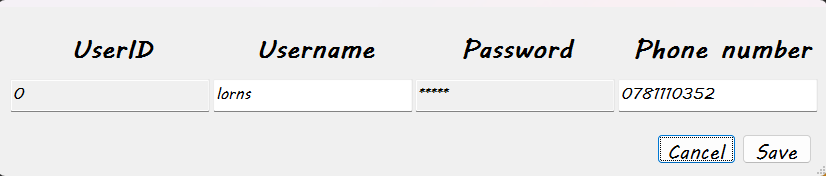 UserID Username Password Phone number
0 lorns ***** 0781110352
Cancel Save